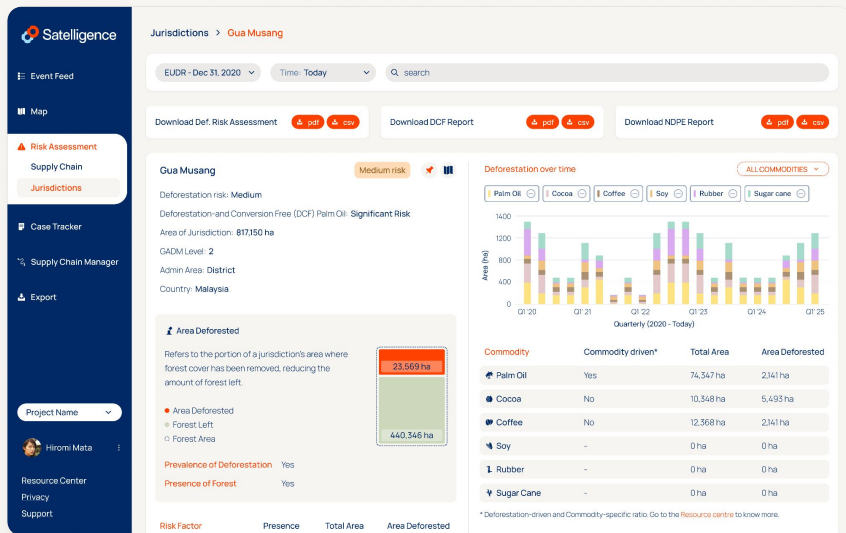 Satelligence
Event Feed
Map
Risk Assessment
Supply Chain
Jurisdictions
Case Tracker
Supply Chain Manager
Export
Project Name
Hiromi Mata
Resource Center
Privacy
Support
Jurisdictions > Gua Musang
EUDR - Dec 31, 2020 Time: Today search
Download Def. Risk Assessment pdf csv Download DCF Report pdf csv Download NDPE Report pdf csv
Gua Musang Medium risk
Deforestation risk: Medium
Deforestation-and Conversion Free (DCF) Palm Oil: Significant Risk
Area of Jurisdiction: 817,150 ha
GADM Level: 2
Admin Area: District
Country: Malaysia
Area Deforested
Refers to the portion of a jurisdiction's area where
forest cover has been removed, reducing the
amount of forest left.
Area Deforested
Forest Left
Forest Area
23,569 ha
440,346 ha
Prevalence of Deforestation Yes
Presence of Forest Yes
Risk Factor Presence Total Area Area Deforested
Deforestation over time ALL COMMODITIES
Palm Oil Cocoa Coffee Soy Rubber Sugar cane
Area (ha)
1400
1200
800
400
0
Q1 '20 Q1 '21 Q1 '22 Q1 '23 Q1 '24 Q1 '25
Quarterly (2020 - Today)
Commodity Commodity driven* Total Area Area Deforested
Palm Oil Yes 74,347 ha 2,141 ha
Cocoa No 10,348 ha 5,493 ha
Coffee No 12,368 ha 2,141 ha
Soy - 0 ha 0 ha
Rubber - 0 ha 0 ha
Sugar Cane - 0 ha 0 ha
* Deforestation-driven and Commodity-specific ratio. Go to the Resource centre to know more.